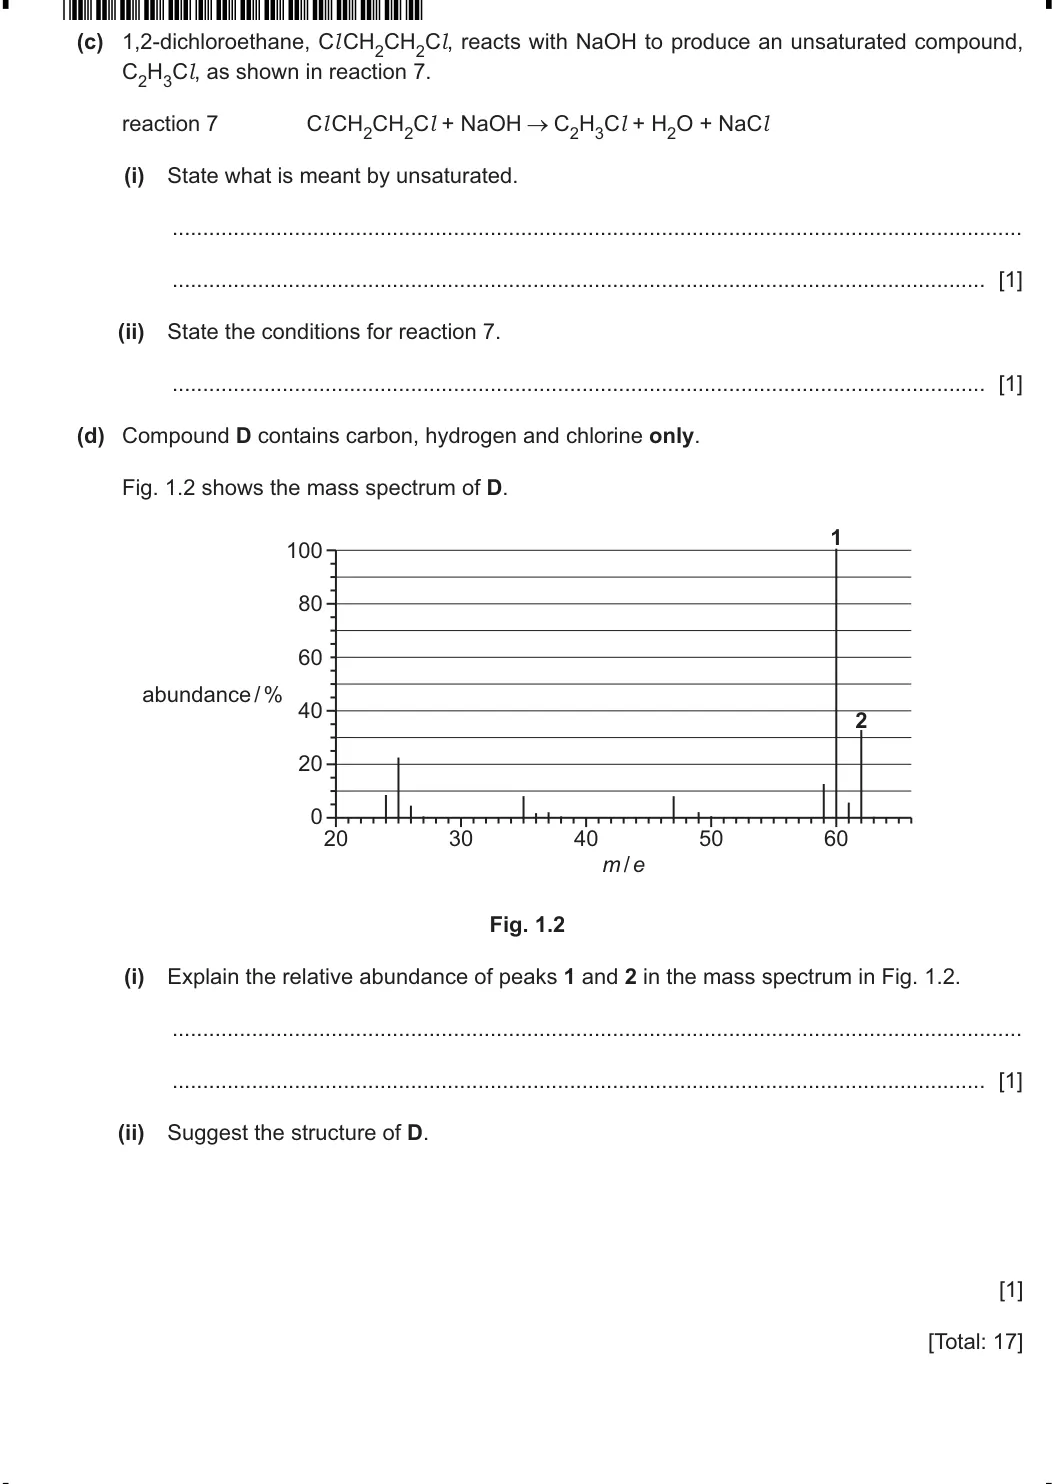 (c) 1,2-dichloroethane, ClCH₂CH₂Cl, reacts with NaOH to produce an unsaturated compound,
C₂H₃Cl, as shown in reaction 7.
reaction 7 ClCH₂CH₂Cl + NaOH → C₂H₃Cl + H₂O + NaCl
(i) State what is meant by unsaturated.
..........................................................................................................................................
.................................................................................................................................... [1]
(ii) State the conditions for reaction 7.
.................................................................................................................................... [1]
(d) Compound D contains carbon, hydrogen and chlorine only.
Fig. 1.2 shows the mass spectrum of D.
1
100
80
60
abundance / %
40
2
20
0
20 30 40 50 60
m / e
Fig. 1.2
(i) Explain the relative abundance of peaks 1 and 2 in the mass spectrum in Fig. 1.2.
..........................................................................................................................................
.................................................................................................................................... [1]
(ii) Suggest the structure of D.
[1]
[Total: 17]